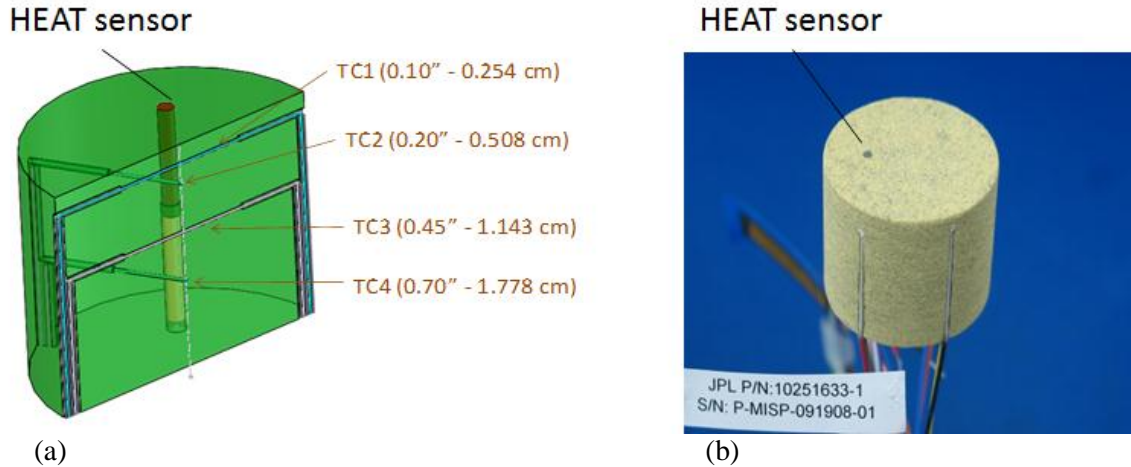 HEAT sensor
TC1 (0.10" - 0.254 cm)
TC2 (0.20" - 0.508 cm)
TC3 (0.45" - 1.143 cm)
TC4 (0.70" - 1.778 cm)
(a)
HEAT sensor
JPL P/N:10251633-1
S/N: P-MISP-091908-01
(b)